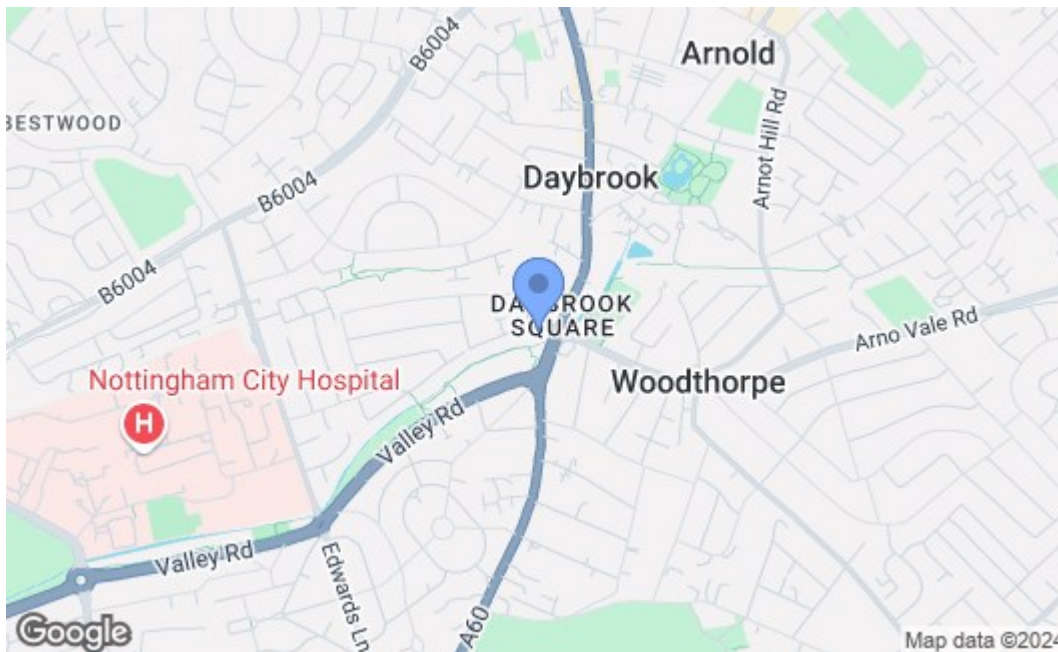 B6004
Arnold
BESTWOOD
Arnot Hill Rd
Daybrook
B6004
B6004
DAYBROOK
SQUARE
Arno Vale Rd
Nottingham City Hospital
H
Woodthorpe
Valley Rd
Valley Rd
Edwards Ln
A60
Google
Map data ©2024